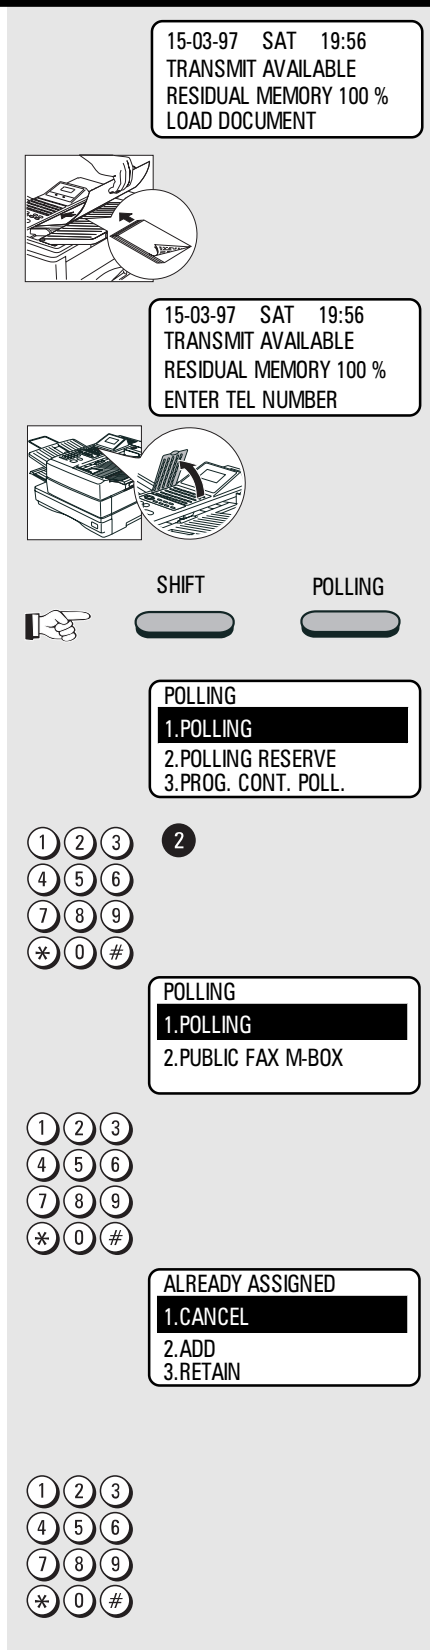 15-03-97 SAT 19:56
TRANSMIT AVAILABLE
RESIDUAL MEMORY 100 %
LOAD DOCUMENT
15-03-97 SAT 19:56
TRANSMIT AVAILABLE
RESIDUAL MEMORY 100 %
ENTER TEL NUMBER
SHIFT POLLING
POLLING
1.POLLING
2.POLLING RESERVE
3.PROG. CONT. POLL.
1 2 3 2
4 5 6
7 8 9
* 0 #
POLLING
1.POLLING
2.PUBLIC FAX M-BOX
1 2 3
4 5 6
7 8 9
* 0 #
ALREADY ASSIGNED
1.CANCEL
2.ADD
3.RETAIN
1 2 3
4 5 6
7 8 9
* 0 #